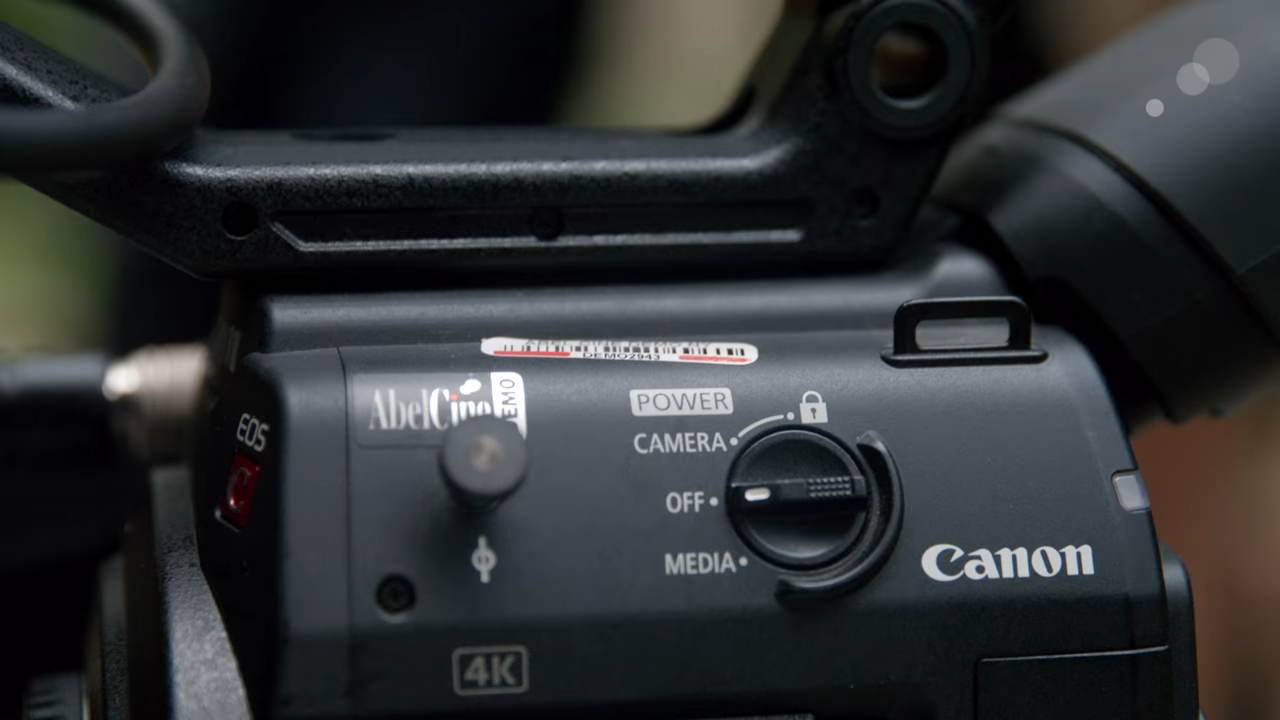 DEMO2943
AbelCine
DEMO
EOS
C
POWER
CAMERA
OFF
MEDIA
Canon
4K